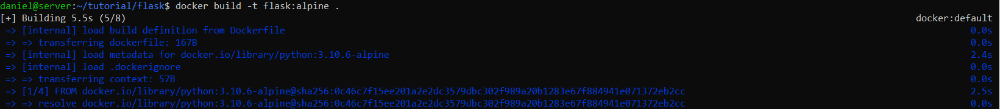 daniel@server:~/tutorial/flask$ docker build -t flask:alpine .
[+] Building 5.5s (5/8) docker:default
=> [internal] load build definition from Dockerfile 0.0s
=> => transferring dockerfile: 167B 0.0s
=> [internal] load metadata for docker.io/library/python:3.10.6-alpine 2.4s
=> [internal] load .dockerignore 0.0s
=> => transferring context: 57B 0.0s
=> [1/4] FROM docker.io/library/python:3.10.6-alpine@sha256:0c46c7f15ee201a2e2dc3579dbc302f989a20b1283e67f884941e071372eb2cc 2.5s
=> => resolve docker.io/library/python:3.10.6-alpine@sha256:0c46c7f15ee201a2e2dc3579dbc302f989a20b1283e67f884941e071372eb2cc 0.0s